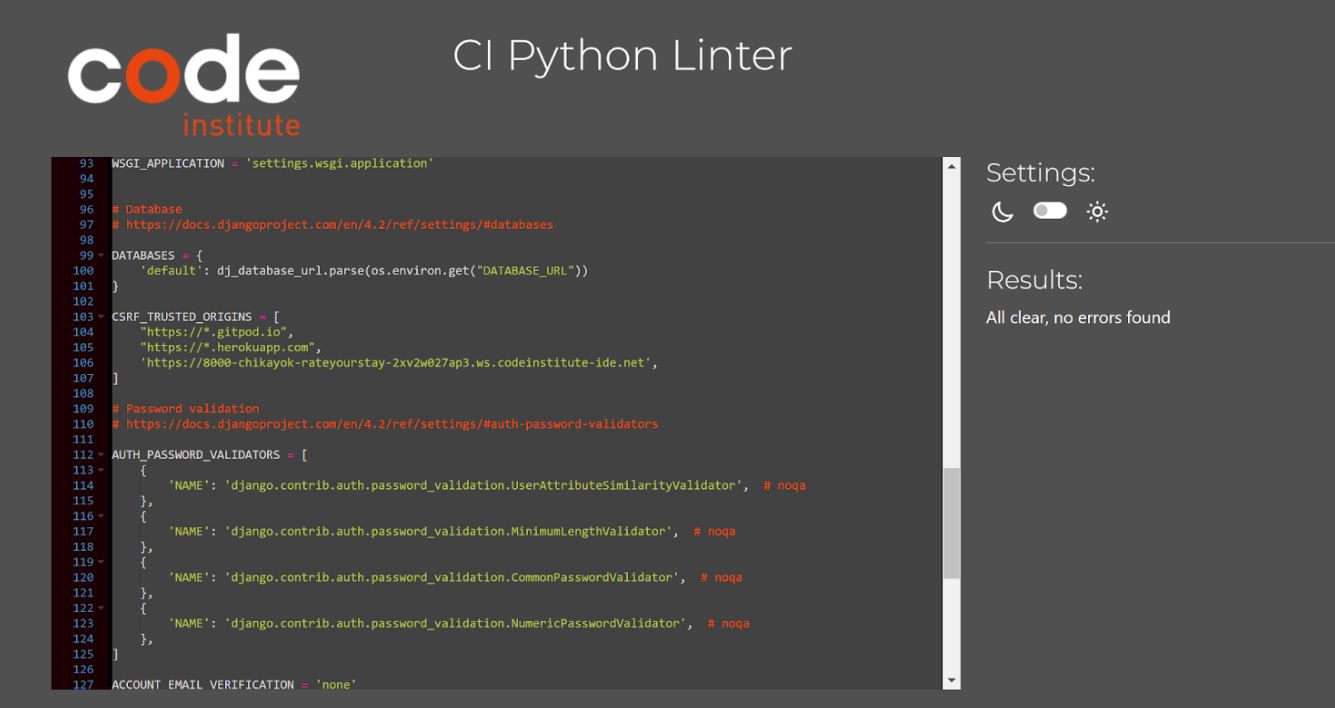 code
institute
CI Python Linter
93 WSGI_APPLICATION = 'settings.wsgi.application'
94
95
96 # Database
97 # https://docs.djangoproject.com/en/4.2/ref/settings/#databases
98
99 DATABASES = {
100     'default': dj_database_url.parse(os.environ.get("DATABASE_URL"))
101 }
102
103 CSRF_TRUSTED_ORIGINS = [
104     "https://*.gitpod.io",
105     "https://*.herokuapp.com",
106     'https://8000-chikayok-rateyourstay-2xv2w027ap3.ws.codeinstitute-ide.net',
107 ]
108
109 # Password validation
110 # https://docs.djangoproject.com/en/4.2/ref/settings/#auth-password-validators
111
112 AUTH_PASSWORD_VALIDATORS = [
113     {
114         'NAME': 'django.contrib.auth.password_validation.UserAttributeSimilarityValidator',  # noqa
115     },
116     {
117         'NAME': 'django.contrib.auth.password_validation.MinimumLengthValidator',  # noqa
118     },
119     {
120         'NAME': 'django.contrib.auth.password_validation.CommonPasswordValidator',  # noqa
121     },
122     {
123         'NAME': 'django.contrib.auth.password_validation.NumericPasswordValidator',  # noqa
124     },
125 ]
126
127 ACCOUNT_EMAIL_VERIFICATION = 'none'
Settings:
Results:
All clear, no errors found